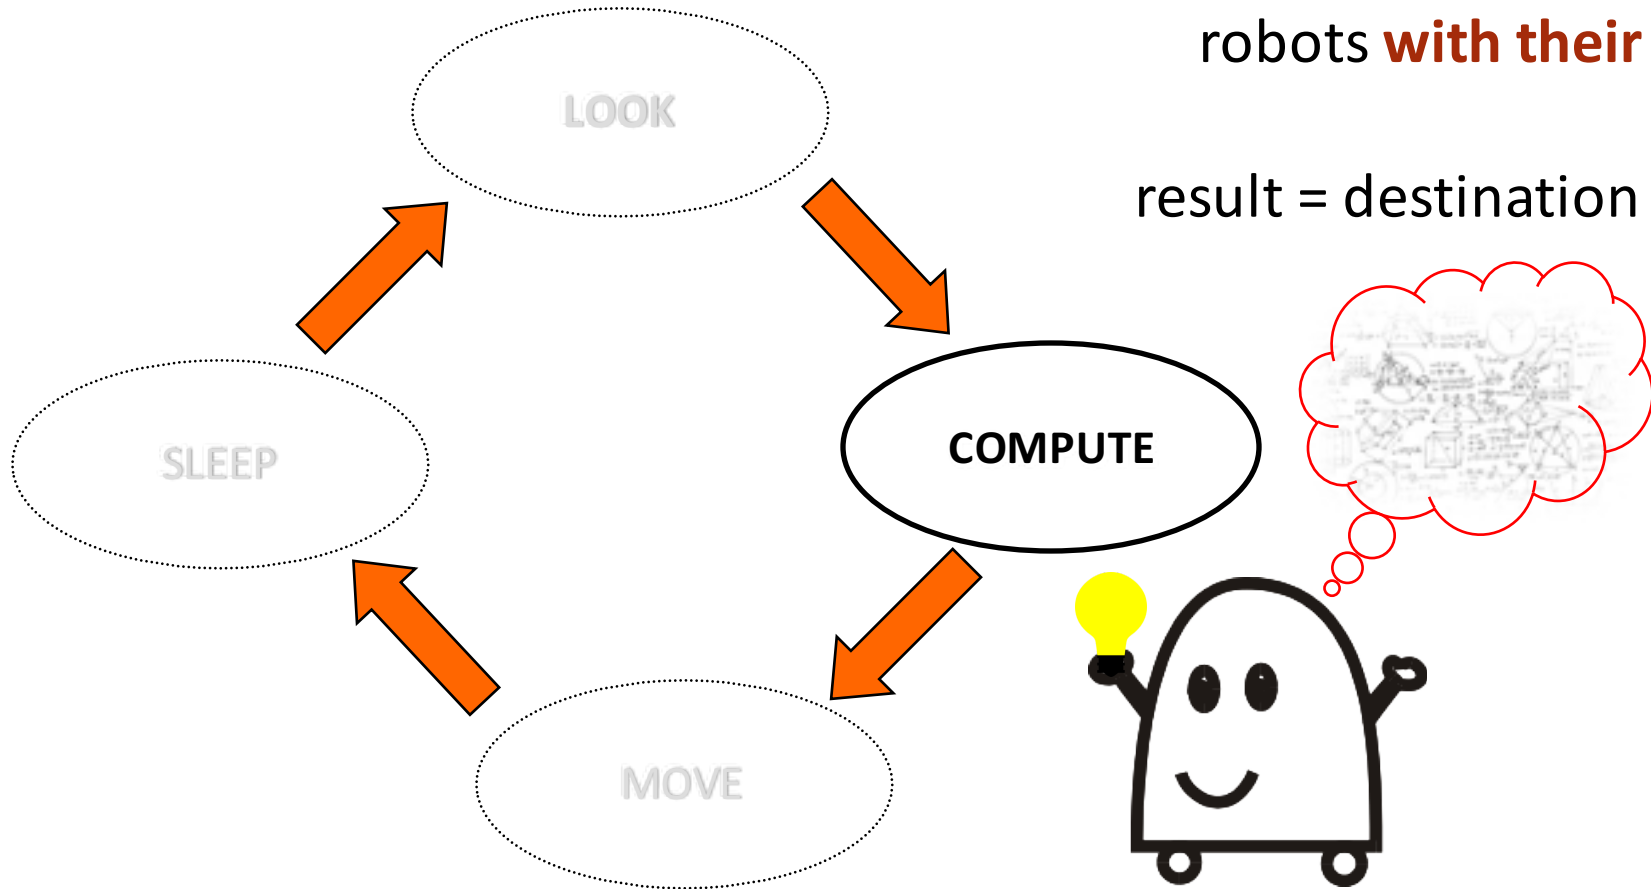 robots with their
LOOK
result = destination
COMPUTE
SLEEP
MOVE